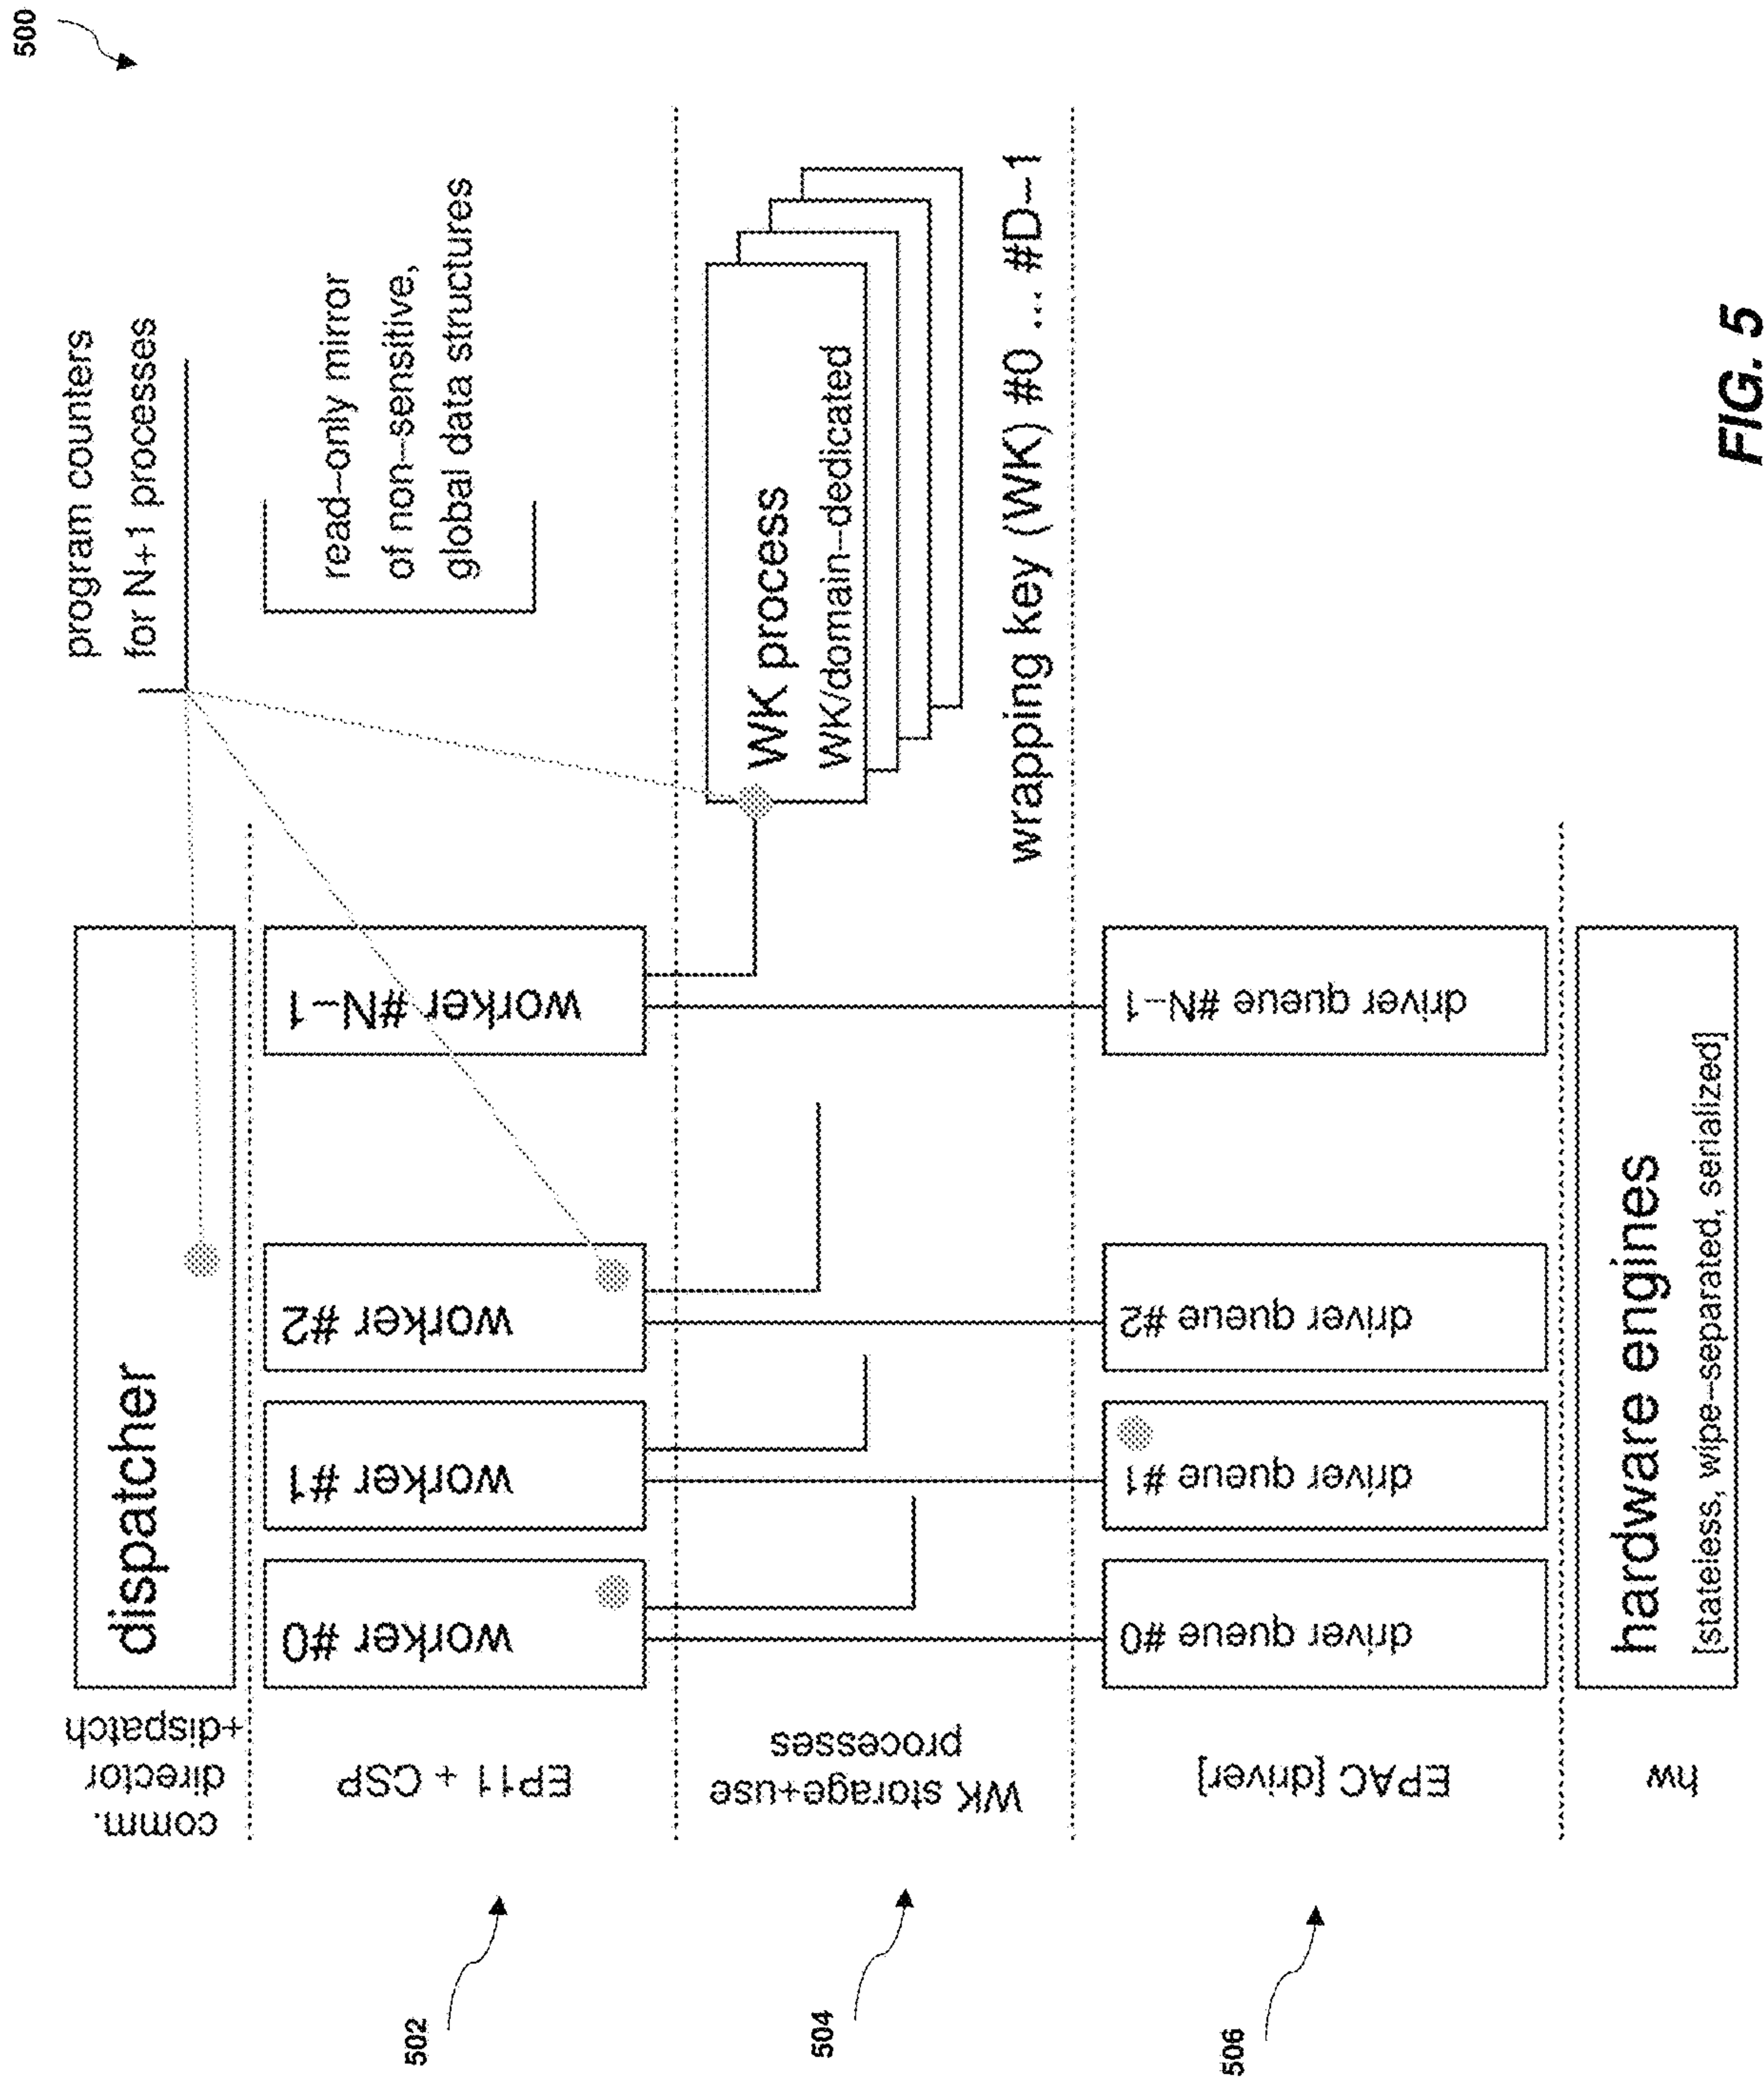 500
program counters
for N+1 processes
read-only mirror
of non-sensitive,
global data structures
comm.
director
+dispatch
dispatcher
EP11 + CSP
worker #0
worker #1
worker #2
worker #N-1
WK storage+use
processes
WK process
WK/domain-dedicated
wrapping key (WK) #0 ... #D-1
EPAC [driver]
driver queue #0
driver queue #1
driver queue #2
driver queue #N-1
hw
hardware engines
[stateless, wipe-separated, serialized]
502
504
506
FIG. 5